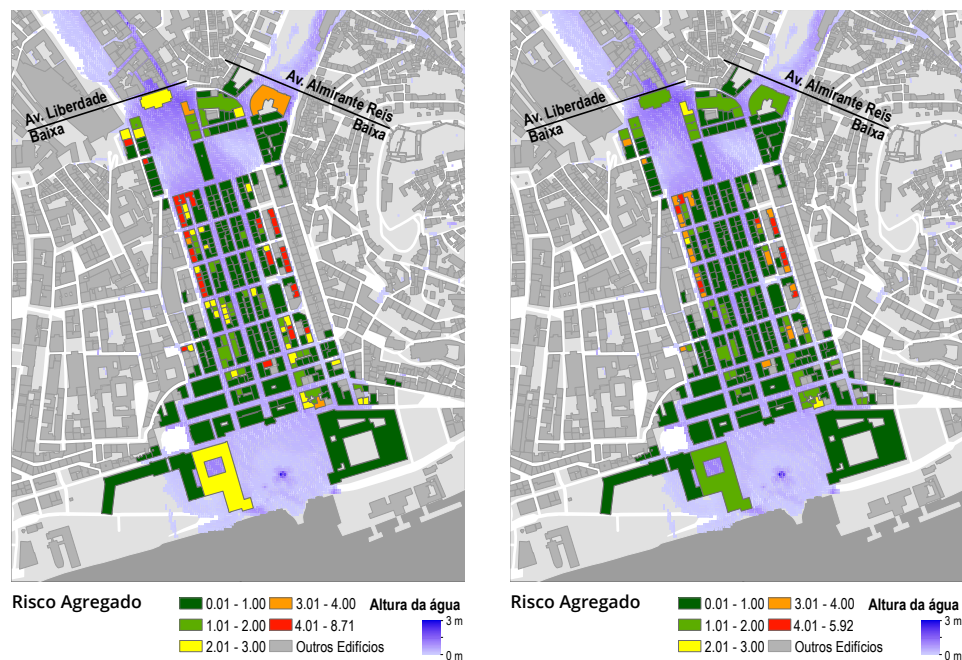 Av. Liberdade
Baixa
Av. Almirante Reis
Baixa
Risco Agregado
0.01 - 1.00
1.01 - 2.00
2.01 - 3.00
3.01 - 4.00
4.01 - 8.71
Outros Edifícios
Altura da água
3 m
0 m
Av. Liberdade
Baixa
Av. Almirante Reis
Baixa
Risco Agregado
0.01 - 1.00
1.01 - 2.00
2.01 - 3.00
3.01 - 4.00
4.01 - 5.92
Outros Edifícios
Altura da água
3 m
0 m